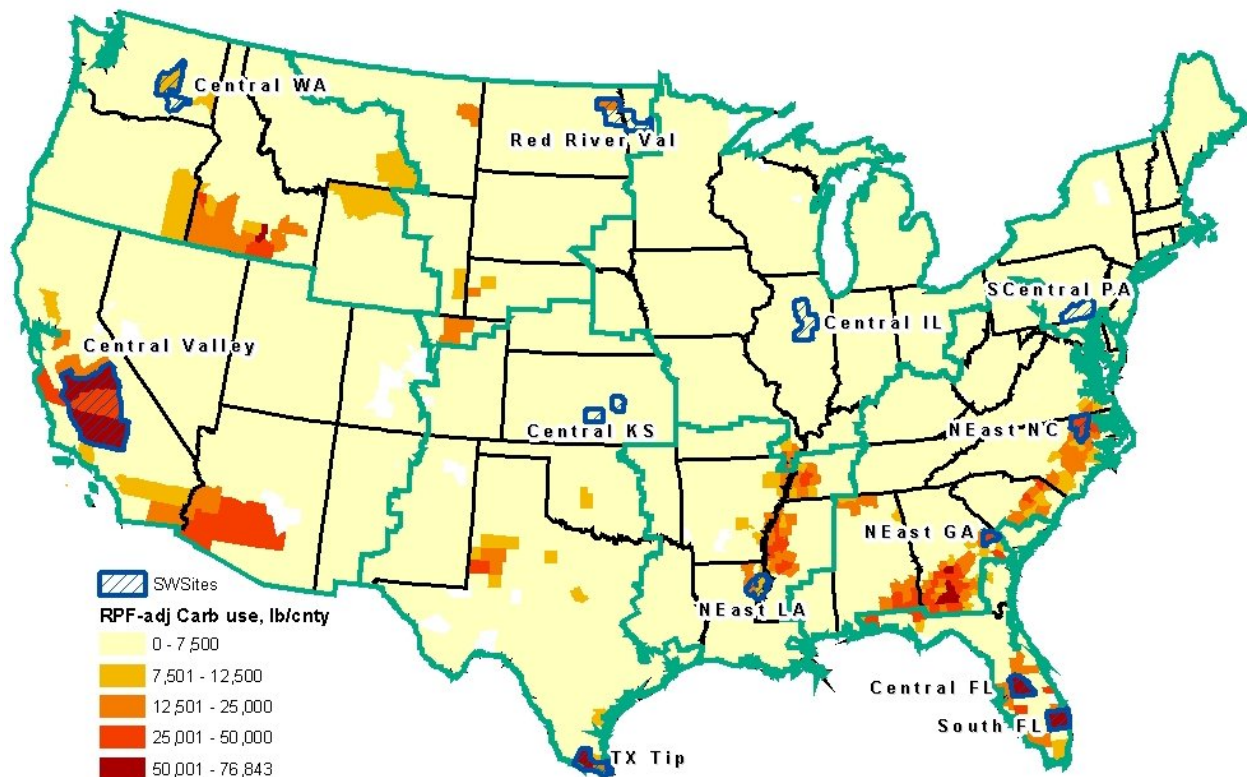 Central WA
Red River Val
SCentral PA
Central IL
Central Valley
Central KS
NEast NC
NEast GA
NEast LA
Central FL
South FL
TX Tip
SWSites
RPF-adj Carb use, lb/cnty
0 - 7,500
7,501 - 12,500
12,501 - 25,000
25,001 - 50,000
50,001 - 76,843